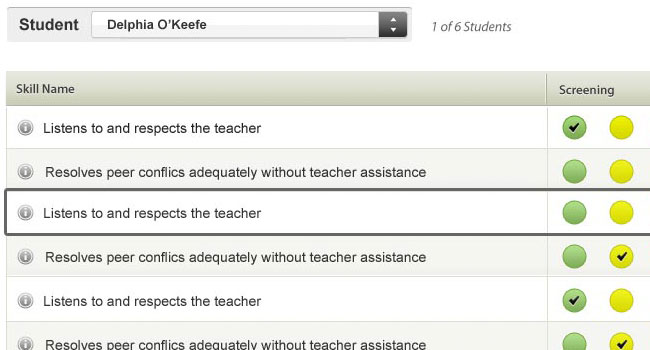 Student Delphia O'Keefe 1 of 6 Students
Skill Name Screening
Listens to and respects the teacher
Resolves peer conflics adequately without teacher assistance
Listens to and respects the teacher
Resolves peer conflics adequately without teacher assistance
Listens to and respects the teacher
Resolves peer conflics adequately without teacher assistance